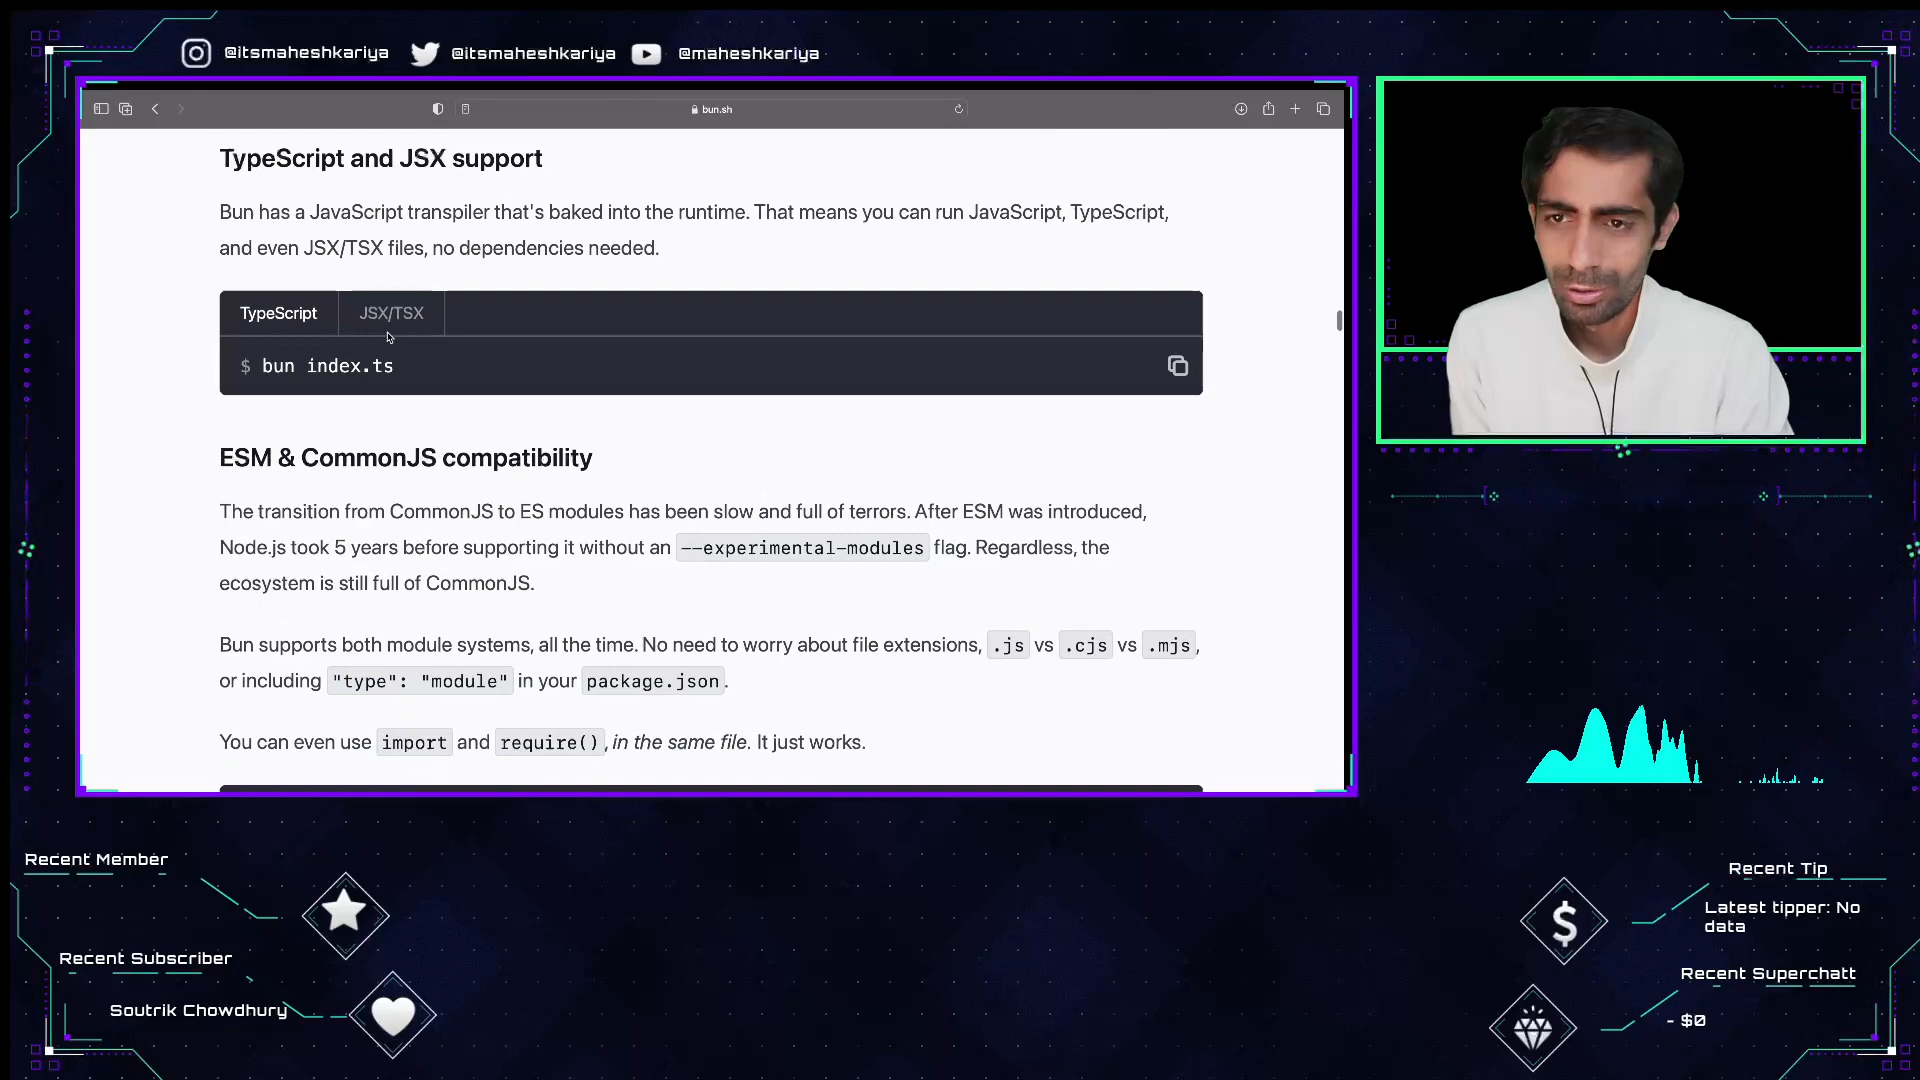 @itsmaheshkariya @itsmaheshkariya @maheshkariya
bun.sh
TypeScript and JSX support
Bun has a JavaScript transpiler that's baked into the runtime. That means you can run JavaScript, TypeScript,
and even JSX/TSX files, no dependencies needed.
TypeScript JSX/TSX
$ bun index.ts
ESM & CommonJS compatibility
The transition from CommonJS to ES modules has been slow and full of terrors. After ESM was introduced,
Node.js took 5 years before supporting it without an --experimental-modules flag. Regardless, the
ecosystem is still full of CommonJS.
Bun supports both module systems, all the time. No need to worry about file extensions, .js vs .cjs vs .mjs,
or including "type": "module" in your package.json.
You can even use import and require(), in the same file. It just works.
Recent Member
Recent Subscriber
Soutrik Chowdhury
Recent Tip
Latest tipper: No
data
Recent Superchatt
- $0